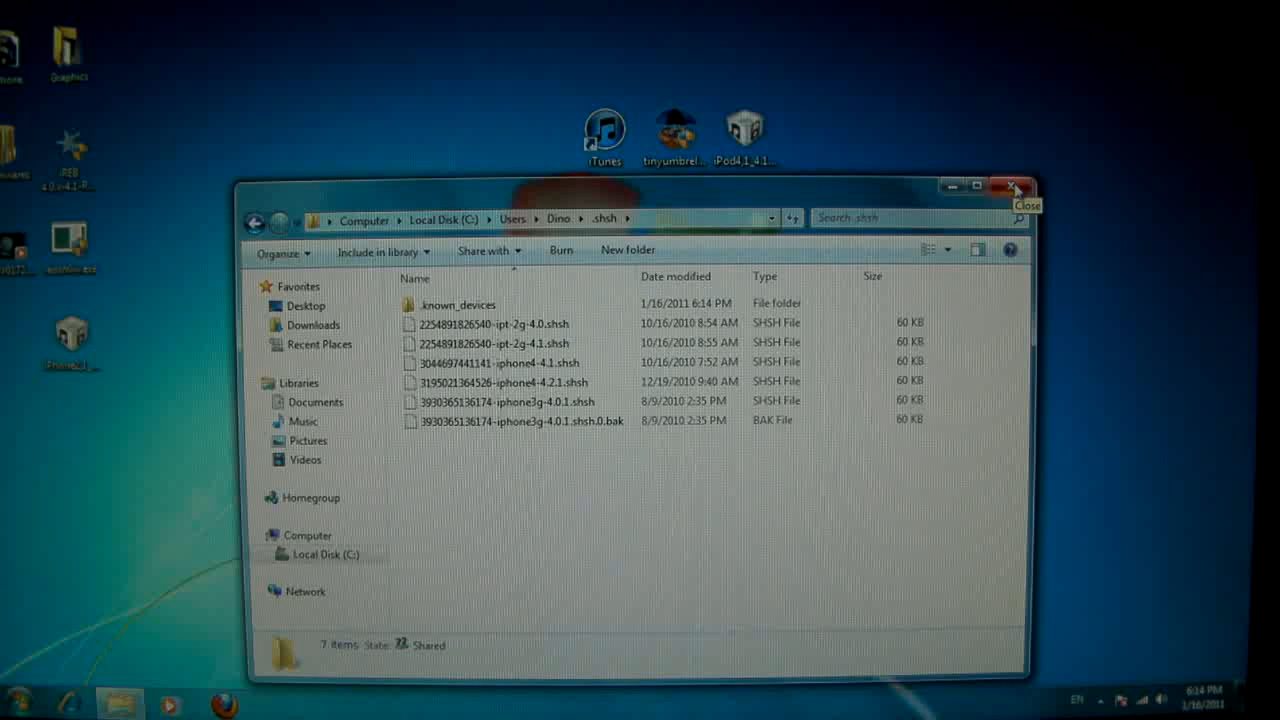 Graphics
iTunes
tinyumbrel...
iPod4,1_4.1...
iREB
4.0.x-4.1-R...
Close
Computer
Local Disk (C:)
Users
Dino
.shsh
Search .shsh
Organize
Include in library
Share with
Burn
New folder
Name
Date modified
Type
Size
Favorites
Desktop
Downloads
Recent Places
Libraries
Documents
Music
Pictures
Videos
Homegroup
Computer
Local Disk (C:)
Network
.known_devices 1/16/2011 6:14 PM File folder
2254891826540-ipt-2g-4.0.shsh 10/16/2010 8:54 AM SHSH File 60 KB
2254891826540-ipt-2g-4.1.shsh 10/16/2010 8:55 AM SHSH File 60 KB
3044697441141-iphone4-4.1.shsh 10/16/2010 7:52 AM SHSH File 60 KB
3195021364526-iphone4-4.2.1.shsh 12/19/2010 9:40 AM SHSH File 60 KB
3930365136174-iphone3g-4.0.1.shsh 8/9/2010 2:35 PM SHSH File 60 KB
3930365136174-iphone3g-4.0.1.shsh.0.bak 8/9/2010 2:35 PM BAK File 60 KB
7 items State: Shared
EN
6:14 PM
1/16/2011